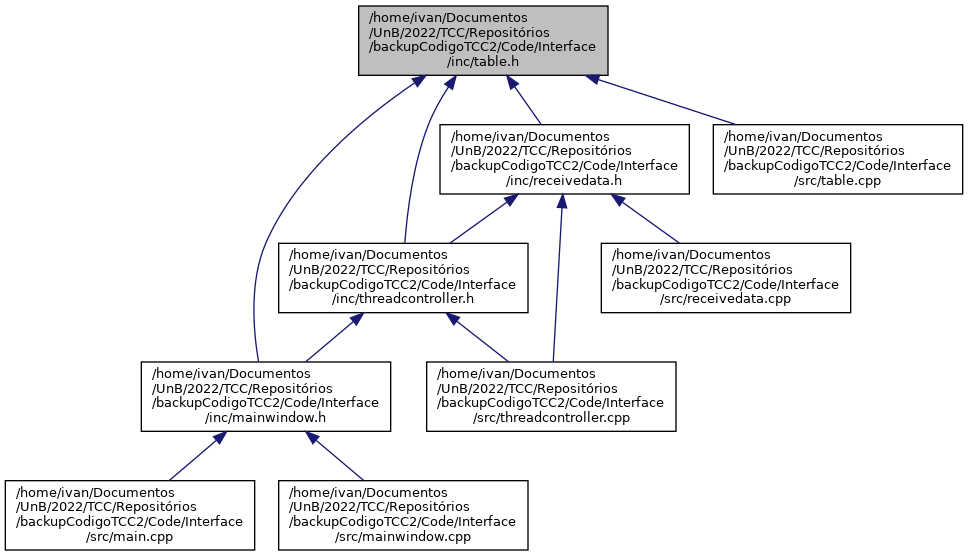 /home/ivan/Documentos
/UnB/2022/TCC/Repositórios
/backupCodigoTCC2/Code/Interface
/inc/table.h
/home/ivan/Documentos
/UnB/2022/TCC/Repositórios
/backupCodigoTCC2/Code/Interface
/inc/receivedata.h
/home/ivan/Documentos
/UnB/2022/TCC/Repositórios
/backupCodigoTCC2/Code/Interface
/src/table.cpp
/home/ivan/Documentos
/UnB/2022/TCC/Repositórios
/backupCodigoTCC2/Code/Interface
/inc/threadcontroller.h
/home/ivan/Documentos
/UnB/2022/TCC/Repositórios
/backupCodigoTCC2/Code/Interface
/src/receivedata.cpp
/home/ivan/Documentos
/UnB/2022/TCC/Repositórios
/backupCodigoTCC2/Code/Interface
/inc/mainwindow.h
/home/ivan/Documentos
/UnB/2022/TCC/Repositórios
/backupCodigoTCC2/Code/Interface
/src/threadcontroller.cpp
/home/ivan/Documentos
/UnB/2022/TCC/Repositórios
/backupCodigoTCC2/Code/Interface
/src/main.cpp
/home/ivan/Documentos
/UnB/2022/TCC/Repositórios
/backupCodigoTCC2/Code/Interface
/src/mainwindow.cpp